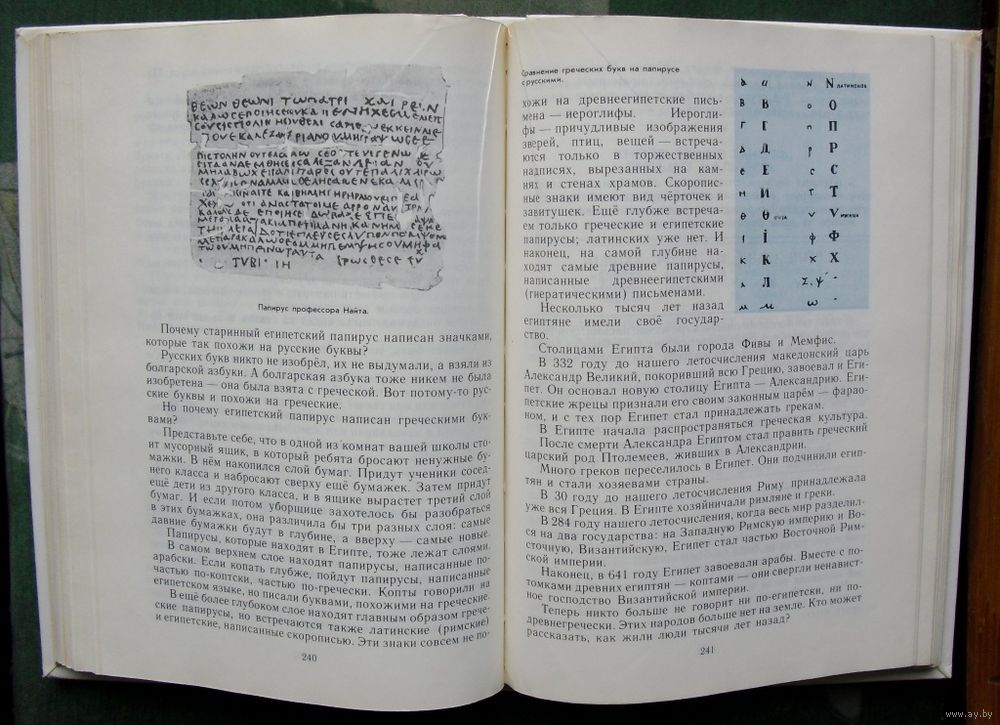 Папирус профессора Найта.
Почему старинный египетский папирус написан значками,
которые так похожи на русские буквы?
Русских букв никто не изобрёл, их не выдумали, а взяли из
болгарской азбуки. А болгарская азбука тоже никем не была
изобретена — она была взята с греческой. Вот потому-то рус-
ские буквы и похожи на греческие.
Но почему египетский папирус написан греческими бук-
вами?
Представьте себе, что в одной из комнат вашей школы сто-
ит мусорный ящик, в который ребята бросают ненужные бу-
мажки. В нём накопился слой бумаг. Придут ученики сосед-
него класса и набросают сверху ещё бумажек. Затем придут
ещё дети из другого класса, и в ящике вырастет третий слой
бумаг. И если потом уборщице захотелось бы разобраться
в этих бумажках, она различила бы три разных слоя: самые
давние бумажки будут в глубине, а вверху — самые новые.
Папирусы, которые находят в Египте, тоже лежат слоями.
В самом верхнем слое находят папирусы, написанные по-
арабски. Если копать глубже, пойдут папирусы, написанные
частью по-коптски, частью по-гречески. Копты говорили на
египетском языке, но писали буквами, похожими на греческие.
В ещё более глубоком слое находят главным образом грече-
ские папирусы, но встречаются также латинские (римские)
и египетские, написанные скорописью. Эти знаки совсем не по-
240
Сравнение греческих букв на папирусе
с русскими.
хожи на древнеегипетские пись-
мена — иероглифы. Иерогли-
фы — причудливые изображения
зверей, птиц, вещей — встреча-
ются только в торжественных
надписях, вырезанных на кам-
нях и стенах храмов. Скоропис-
ные знаки имеют вид чёрточек и
завитушек. Ещё глубже встреча-
ем только греческие и египетские
папирусы; латинских уже нет. И
наконец, на самой глубине на-
ходят самые древние папирусы,
написанные древнеегипетскими
(гиератическими) письменами.
Несколько тысяч лет назад
египтяне имели своё государ-
ство.
Столицами Египта были города Фивы и Мемфис.
В 332 году до нашего летосчисления македонский царь
Александр Великий, покоривший всю Грецию, завоевал и Еги-
пет. Он основал новую столицу Египта — Александрию. Еги-
петские жрецы признали его своим законным царём — фарао-
ном, и с тех пор Египет стал принадлежать грекам.
В Египте начала распространяться греческая культура.
После смерти Александра Египтом стал править греческий
царский род Птолемеев, живших в Александрии.
Много греков переселилось в Египет. Они подчинили егип-
тян и стали хозяевами страны.
В 30 году до нашего летосчисления Риму принадлежала
уже вся Греция. В Египте хозяйничали римляне и греки.
В 284 году нашего летосчисления, когда весь мир разделил-
ся на два государства: на Западную Римскую империю и Во-
сточную, Византийскую, Египет стал частью Восточной Рим-
ской империи.
Наконец, в 641 году Египет завоевали арабы. Вместе с по-
томками древних египтян — коптами — они свергли ненавист-
ное господство Византийской империи.
Теперь никто больше не говорит ни по-египетски, ни по-
древнегречески. Этих народов больше нет на земле. Кто может
рассказать, как жили люди тысячи лет назад?
241
www.ay.by